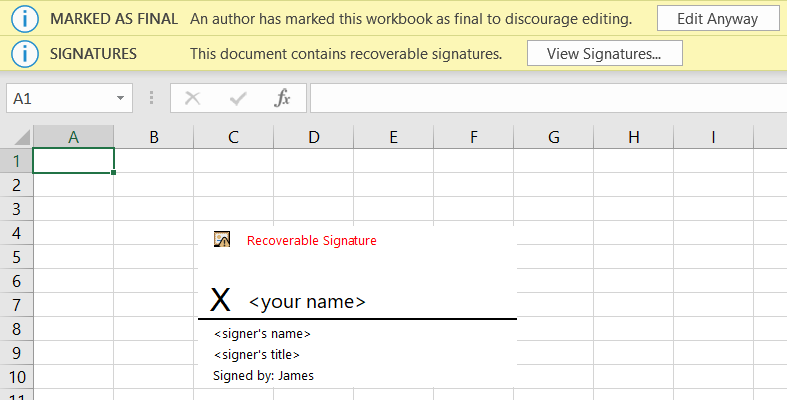 MARKED AS FINAL An author has marked this workbook as final to discourage editing. Edit Anyway
SIGNATURES This document contains recoverable signatures. View Signatures...
A1 fx
A B C D E F G H I
1
2
3
4
Recoverable Signature
5
6
7
X <your name>
8
<signer's name>
9
<signer's title>
10
Signed by: James
11